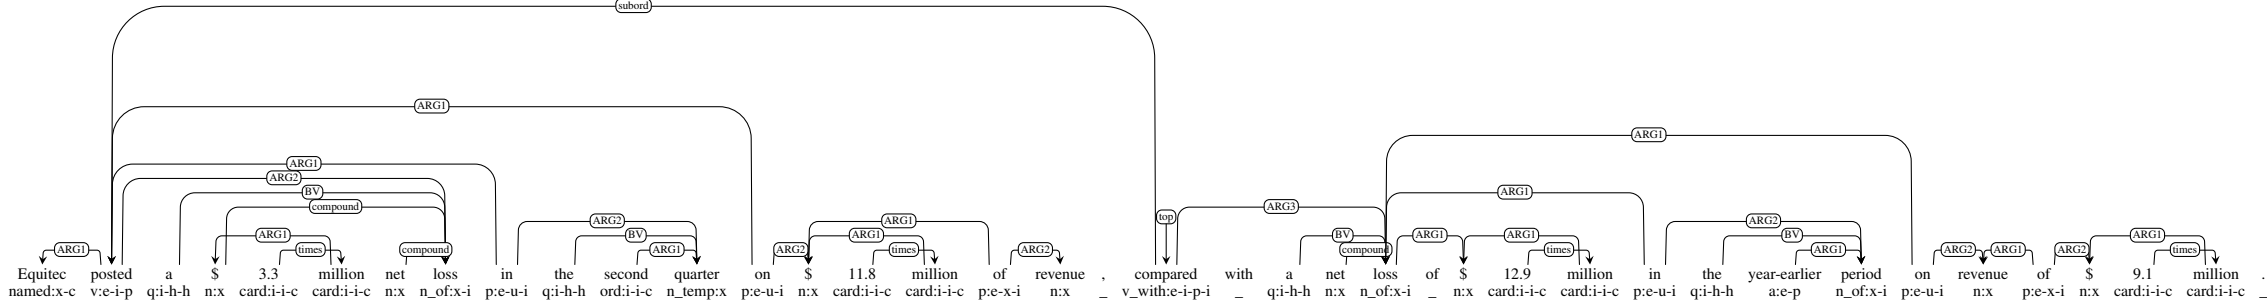 subord
ARG1
ARG1
ARG1
ARG2
BV
ARG1
compound
ARG3
top
ARG2
ARG1
ARG2
ARG1
BV
ARG1
BV
ARG1
ARG1
BV
ARG1
ARG1
times
compound
ARG1
ARG2
times
ARG2
compound
times
ARG1
ARG2
ARG1
ARG2
times
Equitec posted a $ 3.3 million net loss in the second quarter on $ 11.8 million of revenue , compared with a net loss of $ 12.9 million in the year-earlier period on revenue of $ 9.1 million .
named:x-c v:e-i-p q:i-h-h n:x card:i-i-c card:i-i-c n:x n_of:x-i p:e-u-i q:i-h-h ord:i-i-c n_temp:x p:e-u-i n:x card:i-i-c card:i-i-c p:e-x-i n:x _ v_with:e-i-p-i _ q:i-h-h n:x n_of:x-i _ n:x card:i-i-c card:i-i-c p:e-u-i q:i-h-h a:e-p n_of:x-i p:e-u-i n:x p:e-x-i n:x card:i-i-c card:i-i-c _